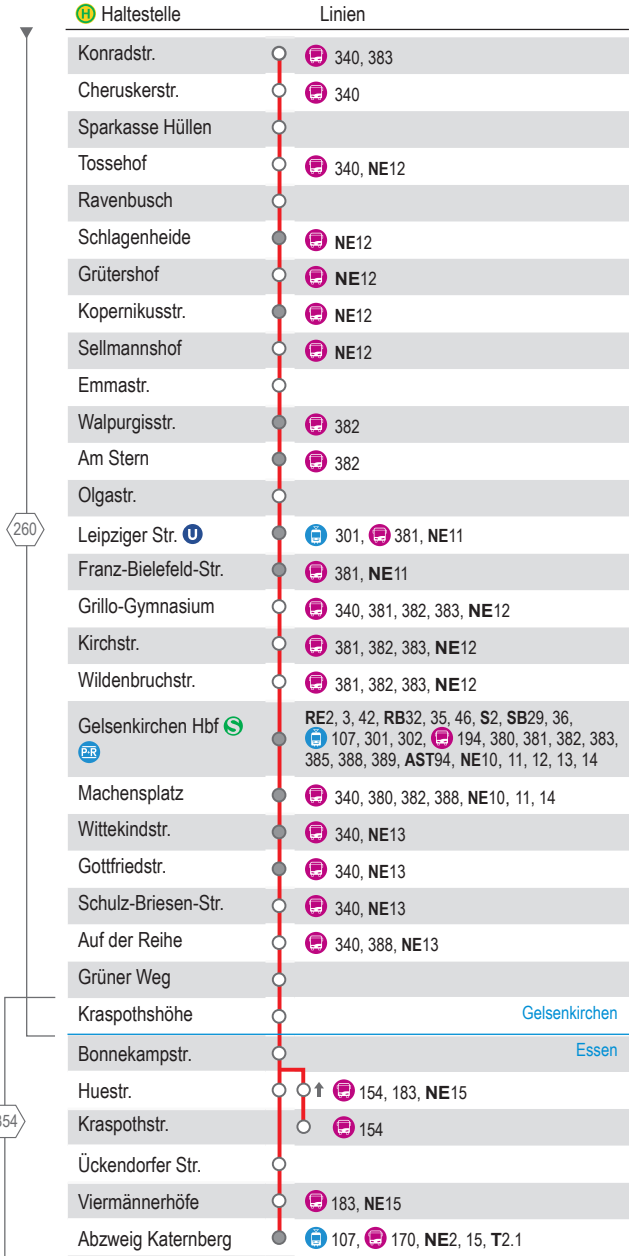 H Haltestelle Linien
Konradstr. 340, 383
Cheruskerstr. 340
Sparkasse Hüllen
Tossehof 340, NE12
Ravenbusch
Schlagenheide NE12
Grütershof NE12
Kopernikusstr. NE12
Sellmannshof NE12
Emmastr.
Walpurgisstr. 382
Am Stern 382
Olgastr.
260
Leipziger Str. U 301, 381, NE11
Franz-Bielefeld-Str. 381, NE11
Grillo-Gymnasium 340, 381, 382, 383, NE12
Kirchstr. 381, 382, 383, NE12
Wildenbruchstr. 381, 382, 383, NE12
Gelsenkirchen Hbf S
P+R
RE2, 3, 42, RB32, 35, 46, S2, SB29, 36,
107, 301, 302, 194, 380, 381, 382, 383,
385, 388, 389, AST94, NE10, 11, 12, 13, 14
Machensplatz 340, 380, 382, 388, NE10, 11, 14
Wittekindstr. 340, NE13
Gottfriedstr. 340, NE13
Schulz-Briesen-Str. 340, NE13
Auf der Reihe 340, 388, NE13
Grüner Weg
Kraspothshöhe Gelsenkirchen
Bonnekampstr. Essen
Huestr. 154, 183, NE15
Kraspothstr. 154
Ückendorfer Str.
Viermännerhöfe 183, NE15
Abzweig Katernberg 107, 170, NE2, 15, T2.1